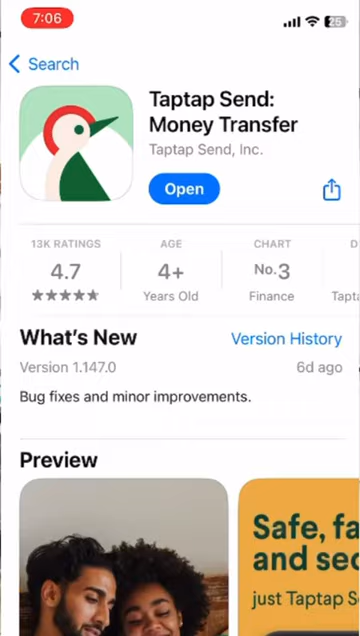 7:06
25
Search
Taptap Send:
Money Transfer
Taptap Send, Inc.
Open
13K RATINGS
AGE
CHART
D
4.7
4+
No.3
Years Old
Finance
Tapta
What's New
Version History
Version 1.147.0
6d ago
Bug fixes and minor improvements.
Preview
Safe, fa
and sec
just Taptap S